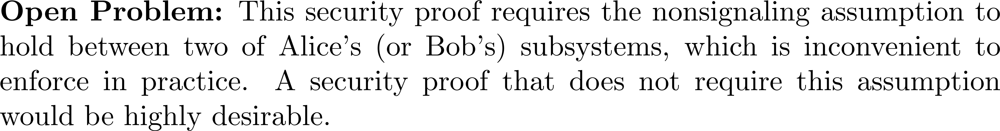 Open Problem: This security proof requires the nonsignaling assumption to
hold between two of Alice's (or Bob's) subsystems, which is inconvenient to
enforce in practice. A security proof that does not require this assumption
would be highly desirable.